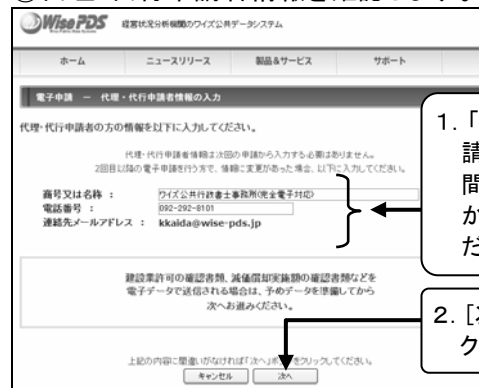 Wise PDS 経営状況分析機関のワイズ公共データシステム
ホーム ニュースリリース 製品&サービス サポート
電子申請 － 代理・代行申請者情報の入力
代理・代行申請者の方の情報を以下に入力してください。
代理・代行申請者情報は次回の申請から入力する必要はありません。
2回目以降の電子申請を行う方で、情報に変更があった場合、以下に入力してください。
商号又は名称 ： ワイズ公共行政書士事務所(完全電子対応)
電話番号 ： 092-292-8101
連絡先メールアドレス ： kkaida@wise-pds.jp
建設業許可の確認書類、減価償却実施額の確認書類などを
電子データで送信される場合は、予めデータを準備してから
次へお進みください。
上記の内容に間違いがなければ「次へ」ボタンをクリックしてください。
キャンセル 次へ
1.「
請
間
か
だ
2.［
ク